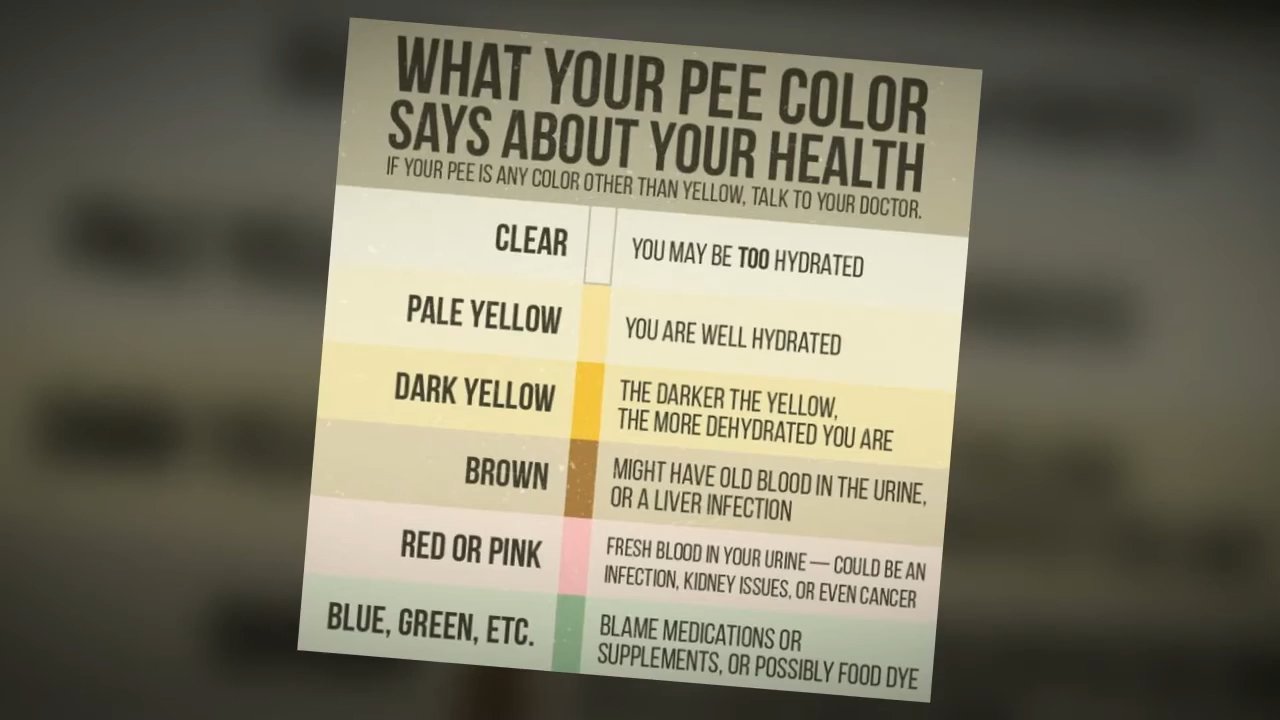 WHAT YOUR PEE COLOR
SAYS ABOUT YOUR HEALTH
IF YOUR PEE IS ANY COLOR OTHER THAN YELLOW, TALK TO YOUR DOCTOR.
CLEAR
YOU MAY BE TOO HYDRATED
PALE YELLOW
YOU ARE WELL HYDRATED
DARK YELLOW
THE DARKER THE YELLOW,
THE MORE DEHYDRATED YOU ARE
BROWN
MIGHT HAVE OLD BLOOD IN THE URINE,
OR A LIVER INFECTION
RED OR PINK
FRESH BLOOD IN YOUR URINE — COULD BE AN
INFECTION, KIDNEY ISSUES, OR EVEN CANCER
BLUE, GREEN, ETC.
BLAME MEDICATIONS OR
SUPPLEMENTS, OR POSSIBLY FOOD DYE